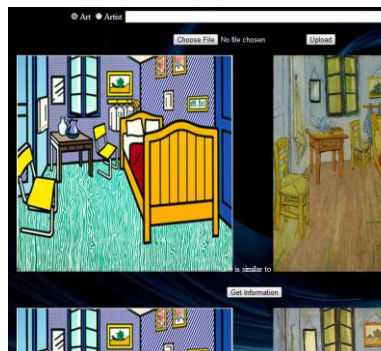 Art Artist
Choose File No file chosen Upload
is similar to
Get Information